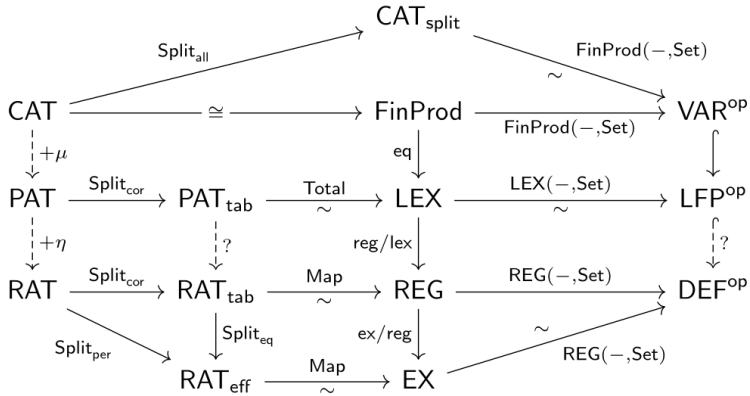 CAT_split
Split_all FinProd(−,Set)
∼
CAT ≅ FinProd FinProd(−,Set) VAR^op
+μ eq
PAT Split_cor PAT_tab Total ∼ LEX LEX(−,Set) ∼ LFP^op
+η ? reg/lex ?
RAT Split_cor RAT_tab Map ∼ REG REG(−,Set) DEF^op
Split_per Split_eq ex/reg ∼ REG(−,Set)
RAT_eff Map ∼ EX